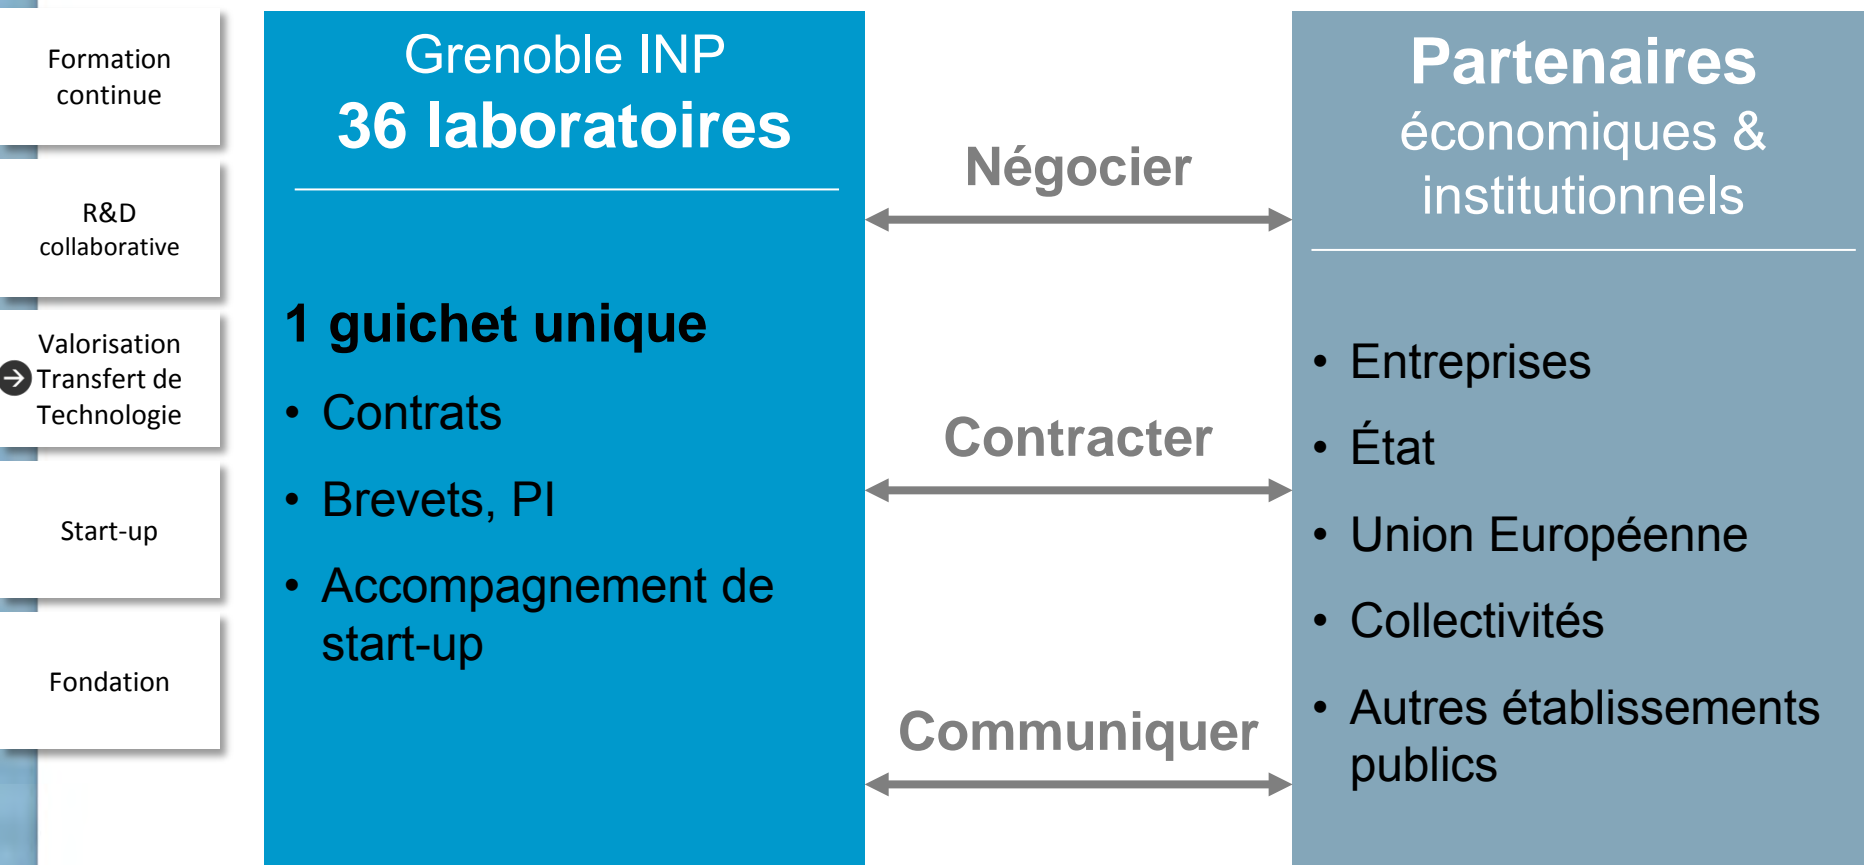 Formation
continue
R&D
collaborative
Valorisation
Transfert de
Technologie
Start-up
Fondation
Grenoble INP
36 laboratoires
1 guichet unique
• Contrats
• Brevets, PI
• Accompagnement de
start-up
Négocier
Contracter
Communiquer
Partenaires
économiques &
institutionnels
• Entreprises
• État
• Union Européenne
• Collectivités
• Autres établissements
publics